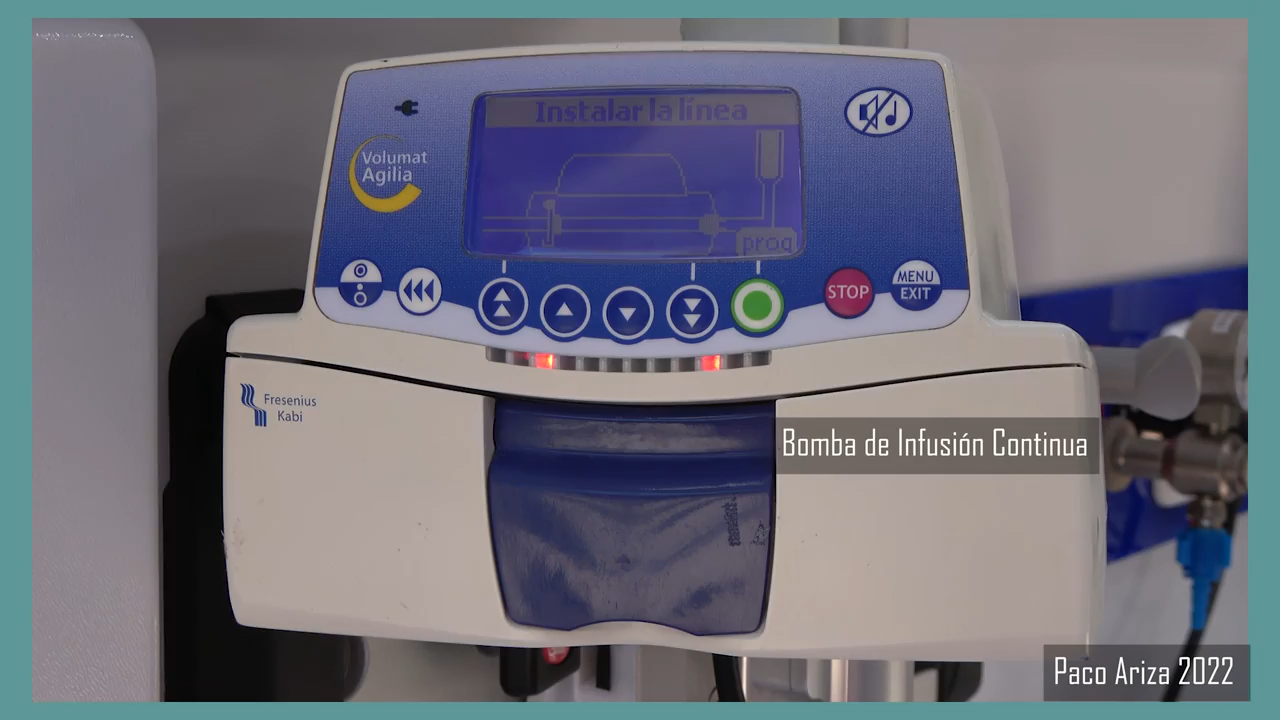 Instalar la línea
Volumat
Agilia
prog
STOP
MENU
EXIT
Fresenius
Kabi
Bomba de Infusión Continua
Paco Ariza 2022